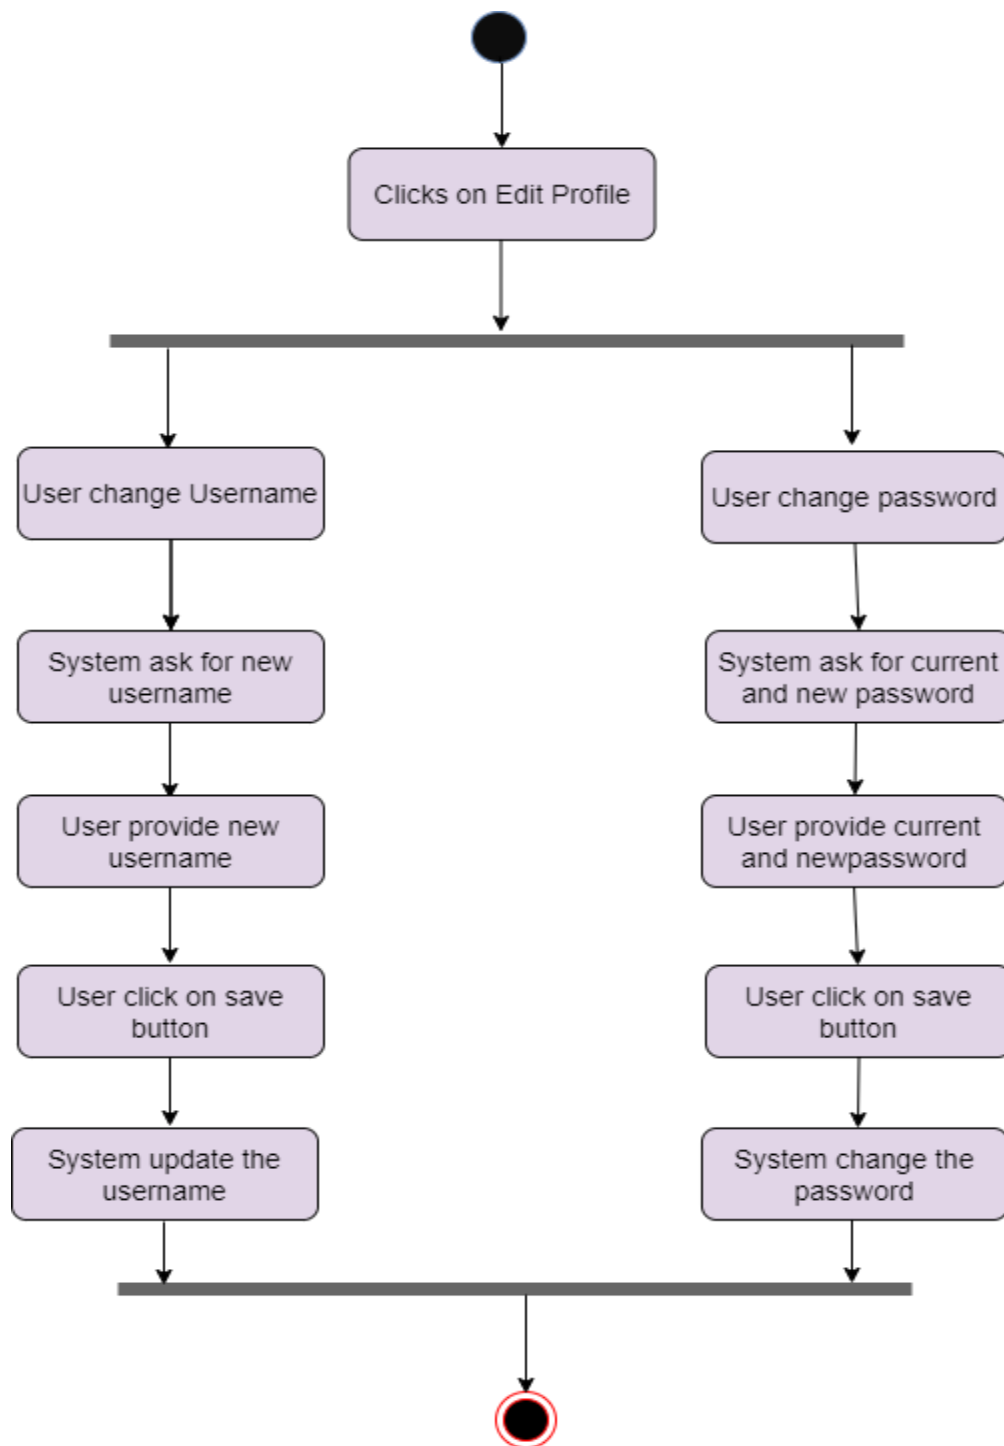 Clicks on Edit Profile
User change Username
System ask for new
username
User provide new
username
User click on save
button
System update the
username
User change password
System ask for current
and new password
User provide current
and newpassword
User click on save
button
System change the
password